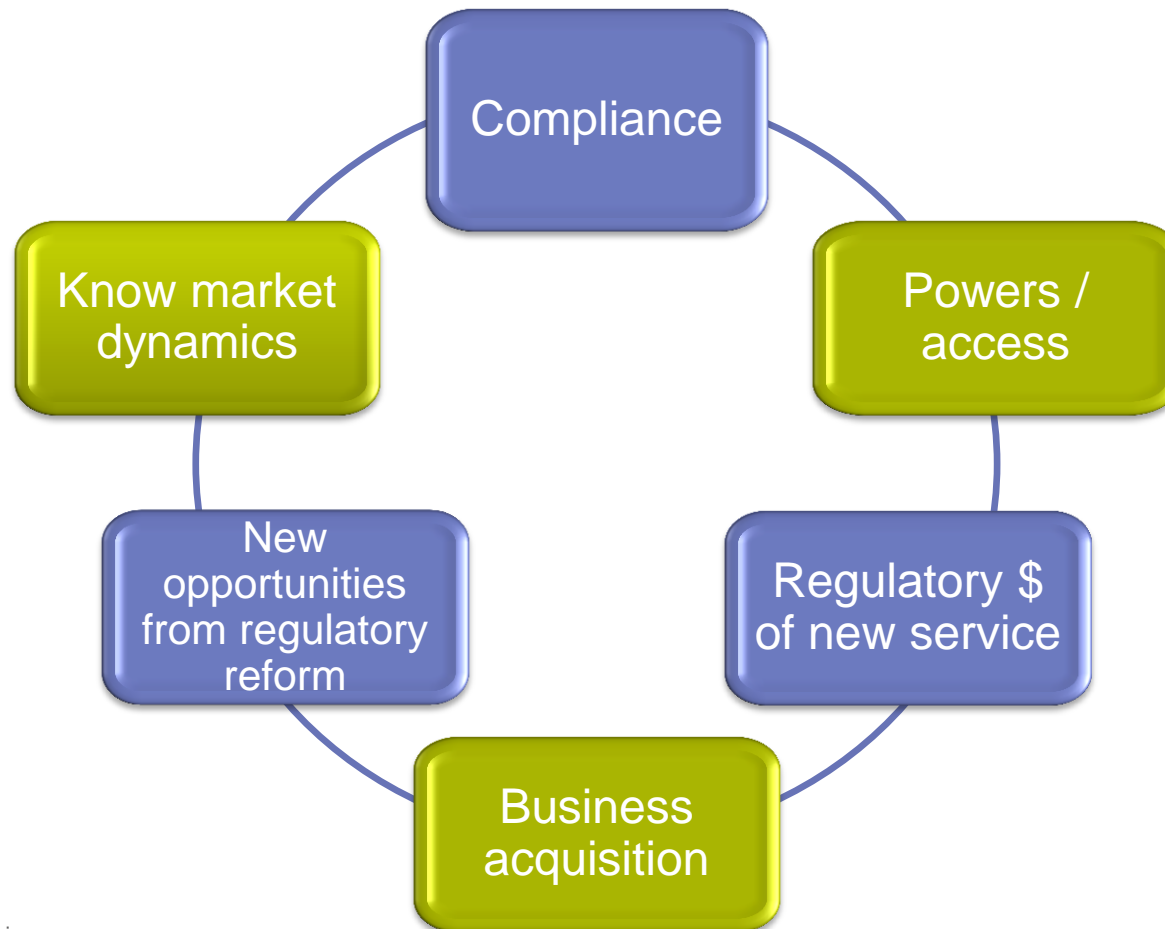 Compliance
Know market
dynamics
Powers /
access
New
opportunities
from regulatory
reform
Regulatory $
of new service
Business
acquisition